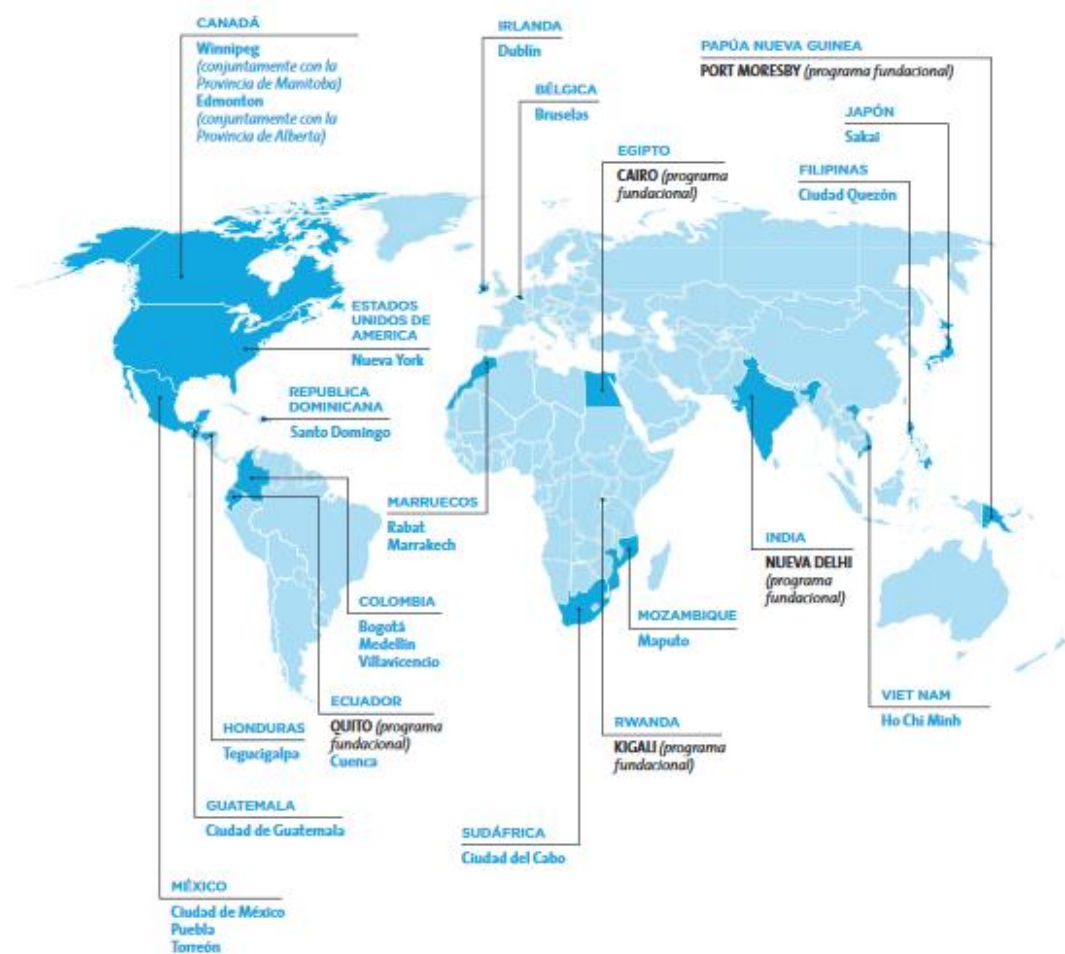 CANADÁ
Winnipeg
(conjuntamente con la
Provincia de Manitoba)
Edmonton
(conjuntamente con la
Provincia de Alberta)
IRLANDA
Dublín
BÉLGICA
Bruselas
PAPÚA NUEVA GUINEA
PORT MORESBY (programa fundacional)
JAPÓN
Sakai
EGIPTO
CAIRO (programa
fundacional)
FILIPINAS
Ciudad Quezón
ESTADOS
UNIDOS DE
AMERICA
Nueva York
REPUBLICA
DOMINICANA
Santo Domingo
MARRUECOS
Rabat
Marrakech
INDIA
NUEVA DELHI
(programa
fundacional)
COLOMBIA
Bogotá
Medellín
Villavicencio
MOZAMBIQUE
Maputo
ECUADOR
QUITO (programa
fundacional)
Cuenca
VIET NAM
Ho Chi Minh
HONDURAS
Tegucigalpa
RWANDA
KIGALI (programa
fundacional)
GUATEMALA
Ciudad de Guatemala
SUDÁFRICA
Ciudad del Cabo
MÉXICO
Ciudad de México
Puebla
Torreón